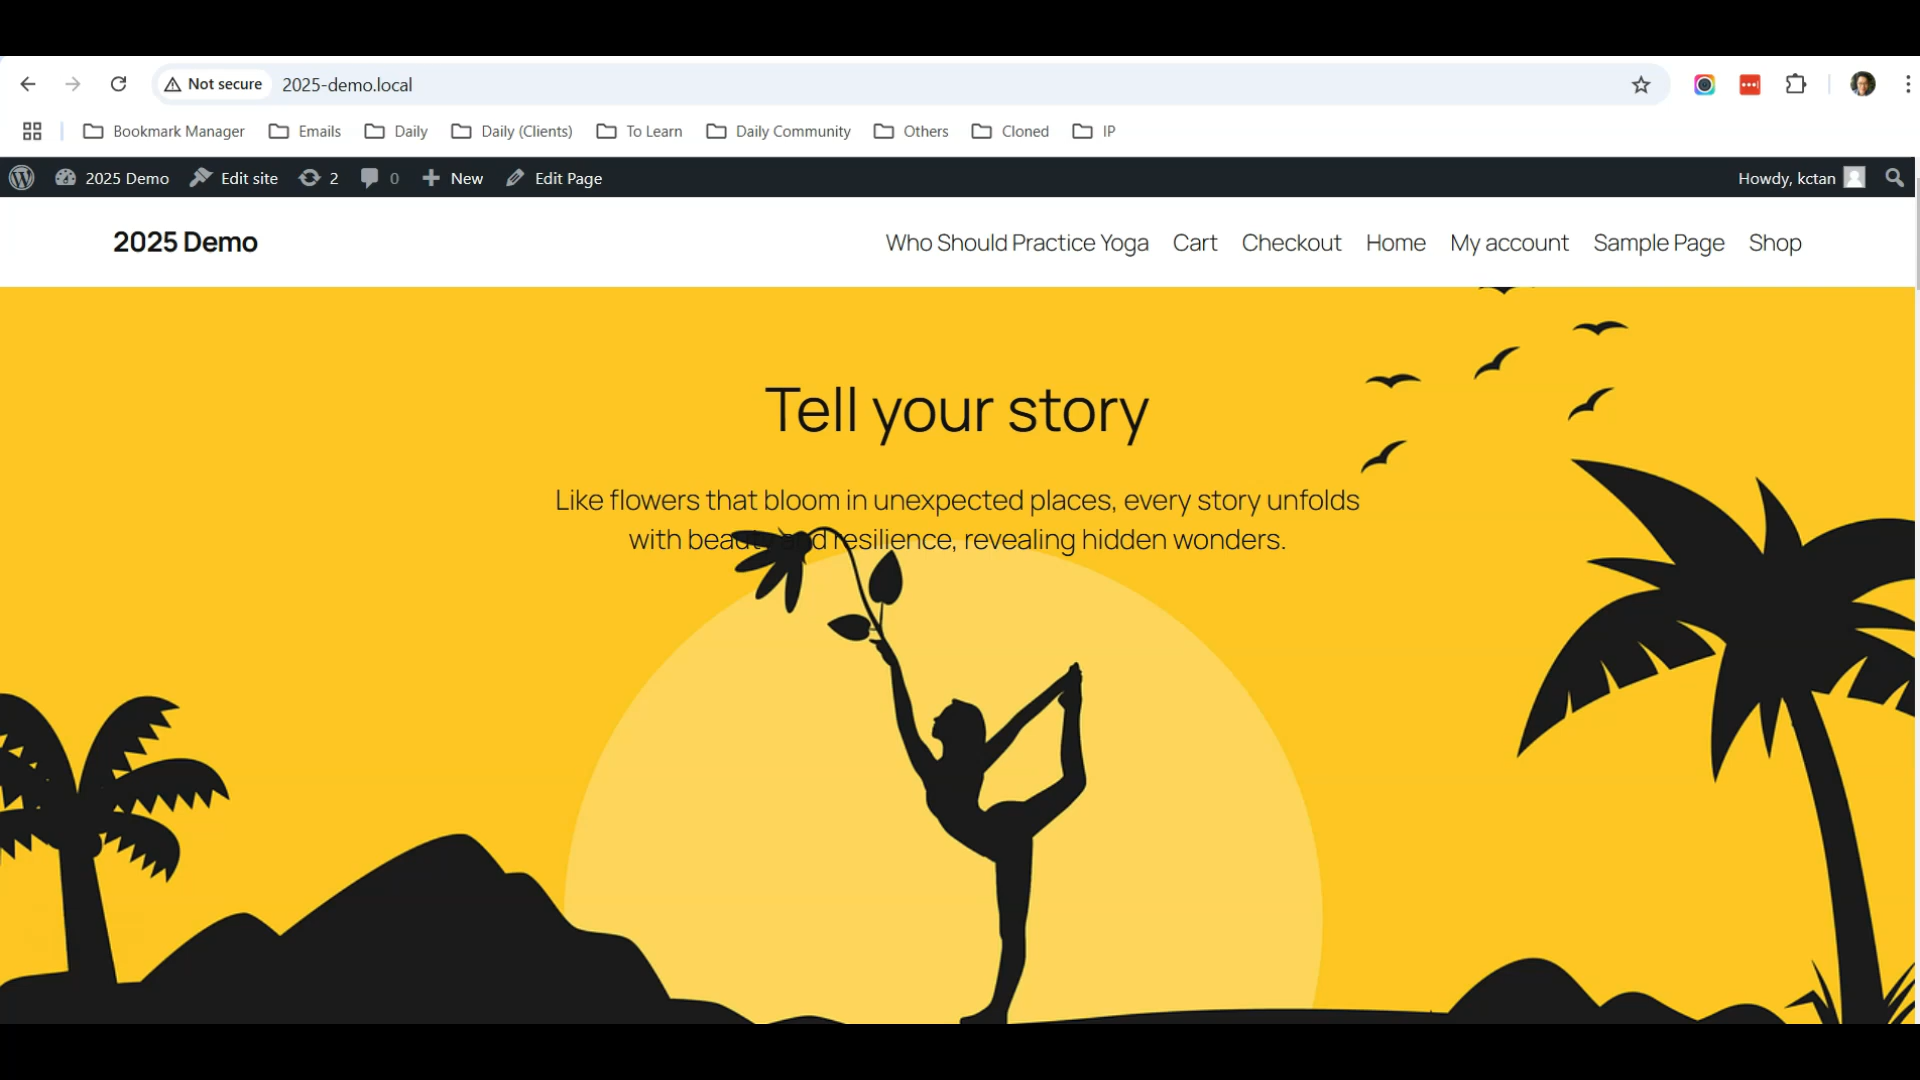 Not secure 2025-demo.local
Bookmark Manager Emails Daily Daily (Clients) To Learn Daily Community Others Cloned IP
2025 Demo Edit site 2 0 New Edit Page Howdy, kctan
2025 Demo Who Should Practice Yoga Cart Checkout Home My account Sample Page Shop
Tell your story
Like flowers that bloom in unexpected places, every story unfolds
with beauty and resilience, revealing hidden wonders.